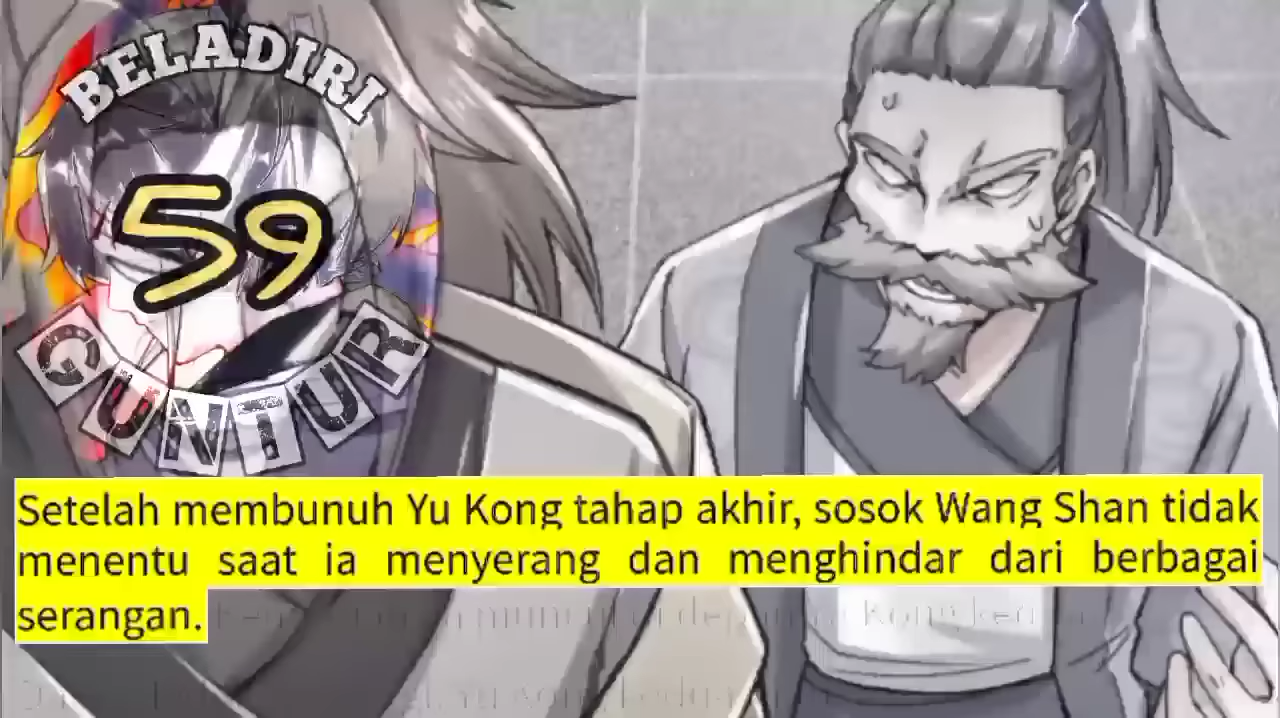 BELADIRI
59
GUNTUR
Setelah membunuh Yu Kong tahap akhir, sosok Wang Shan tidak
menentu saat ia menyerang dan menghindar dari berbagai
serangan.